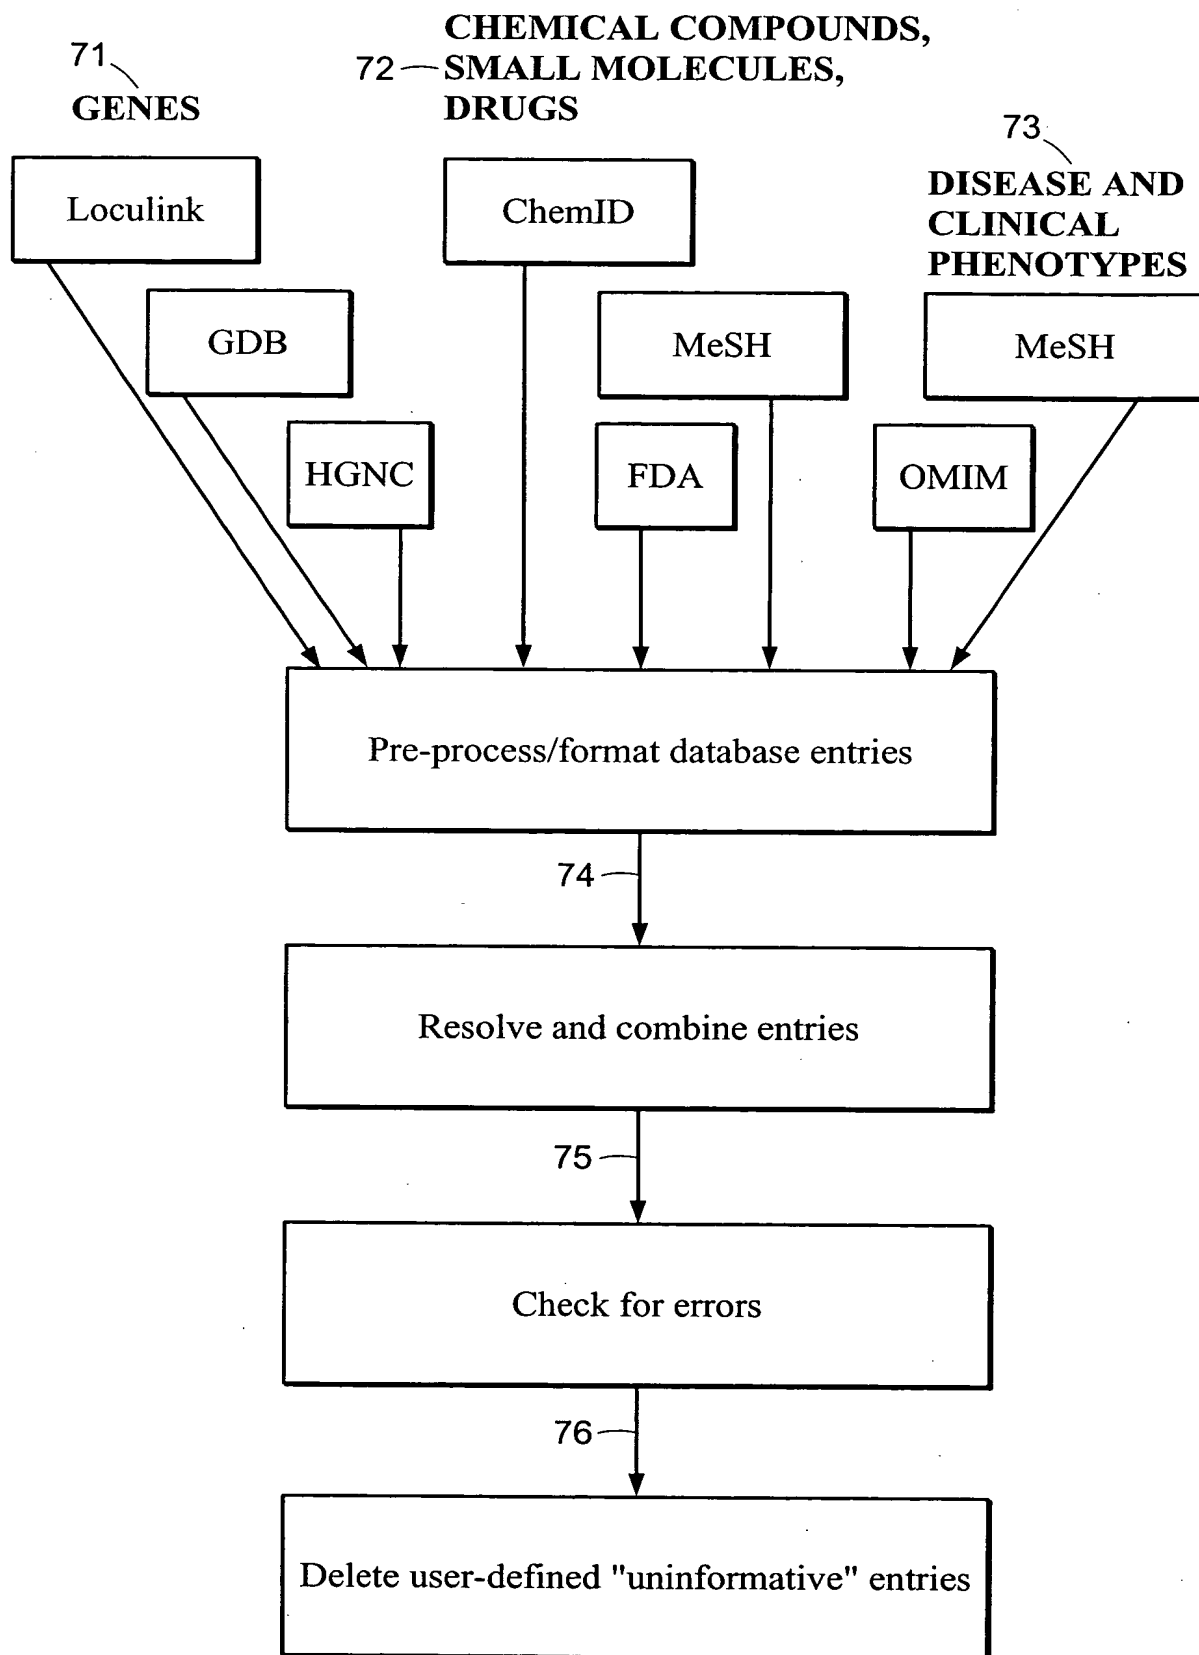 71
GENES
72
CHEMICAL COMPOUNDS,
SMALL MOLECULES,
DRUGS
73
DISEASE AND
CLINICAL
PHENOTYPES
Loculink
ChemID
GDB
MeSH
MeSH
HGNC
FDA
OMIM
Pre-process/format database entries
74
Resolve and combine entries
75
Check for errors
76
Delete user-defined "uninformative" entries